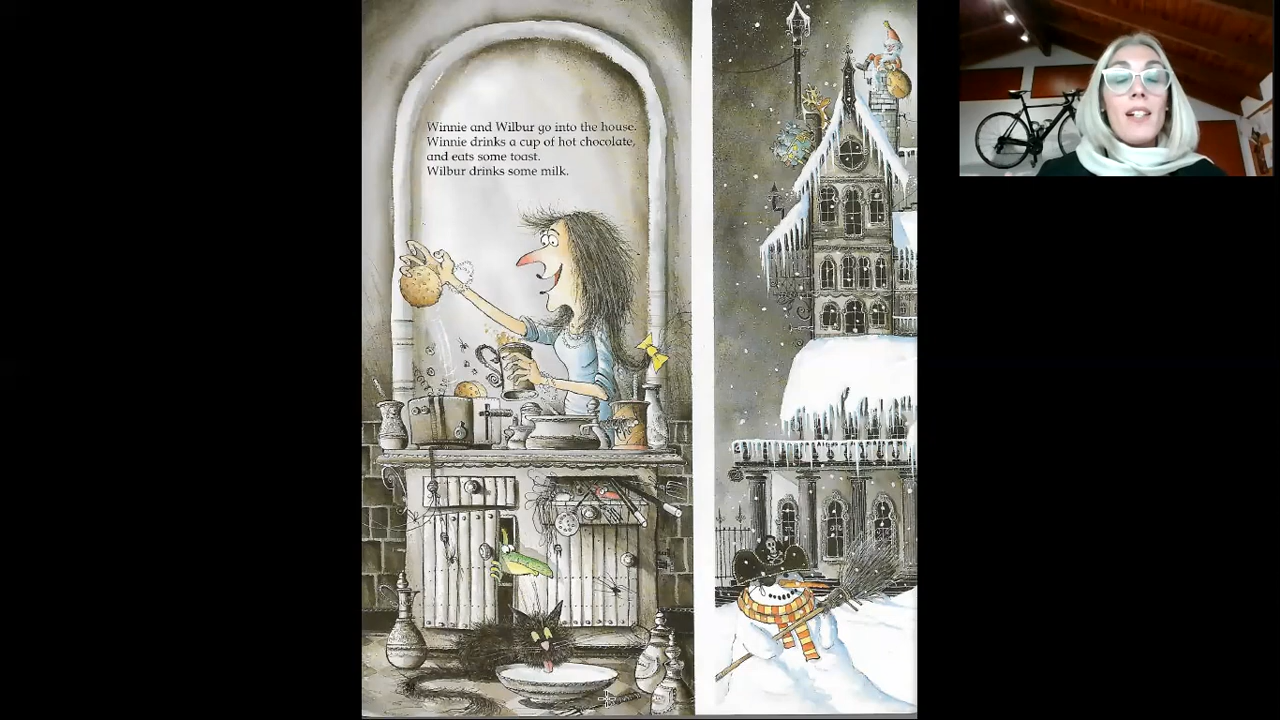 Winnie and Wilbur go into the house.
Winnie drinks a cup of hot chocolate,
and eats some toast.
Wilbur drinks some milk.